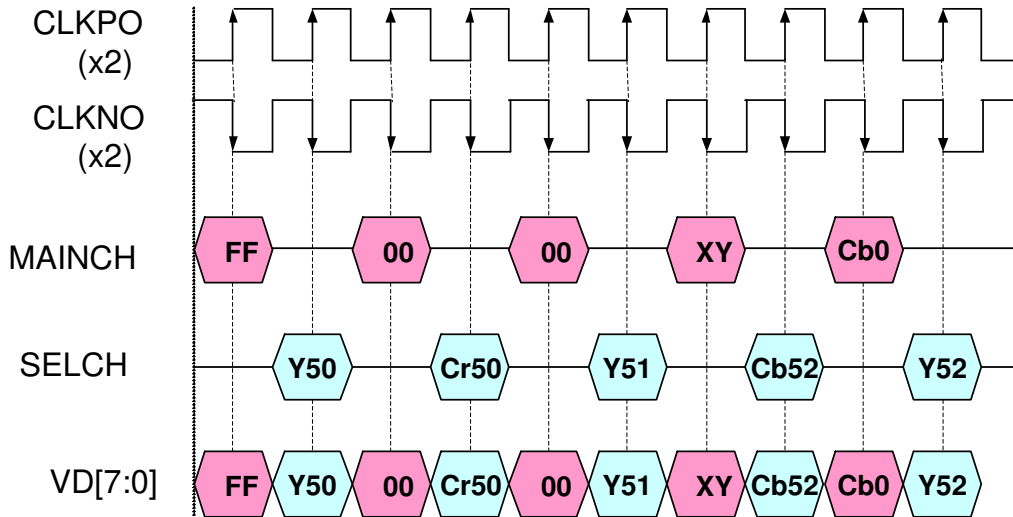 CLKPO
(x2)
CLKNO
(x2)
MAINCH FF 00 00 XY Cb0
SELCH Y50 Cr50 Y51 Cb52 Y52
VD[7:0] FF Y50 00 Cr50 00 Y51 XY Cb52 Cb0 Y52